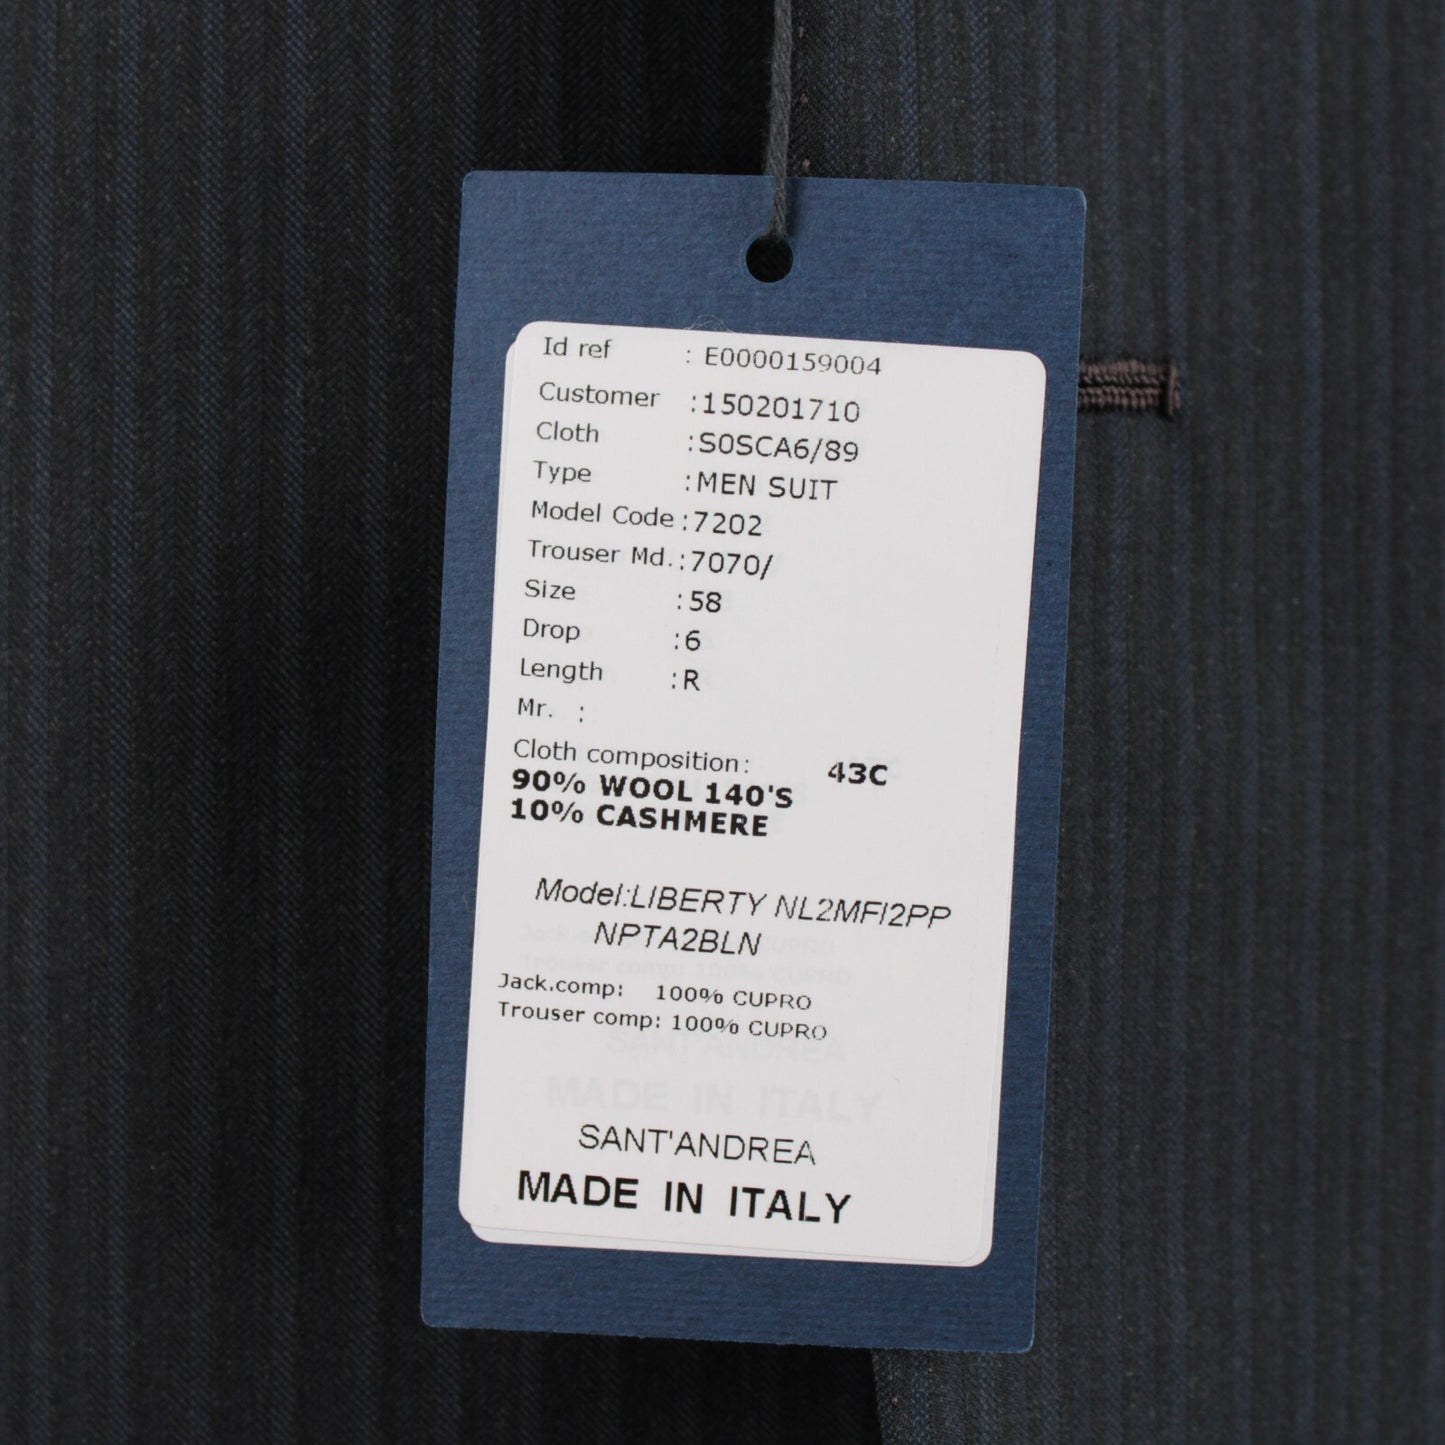 Id ref : E0000159004
Customer :150201710
Cloth :S0SCA6/89
Type :MEN SUIT
Model Code :7202
Trouser Md. :7070/
Size :58
Drop :6
Length :R
Mr. :
Cloth composition: 43C
90% WOOL 140'S
10% CASHMERE
Model:LIBERTY NL2MFI2PP
NPTA2BLN
Jack.comp: 100% CUPRO
Trouser comp: 100% CUPRO
SANT'ANDREA
MADE IN ITALY